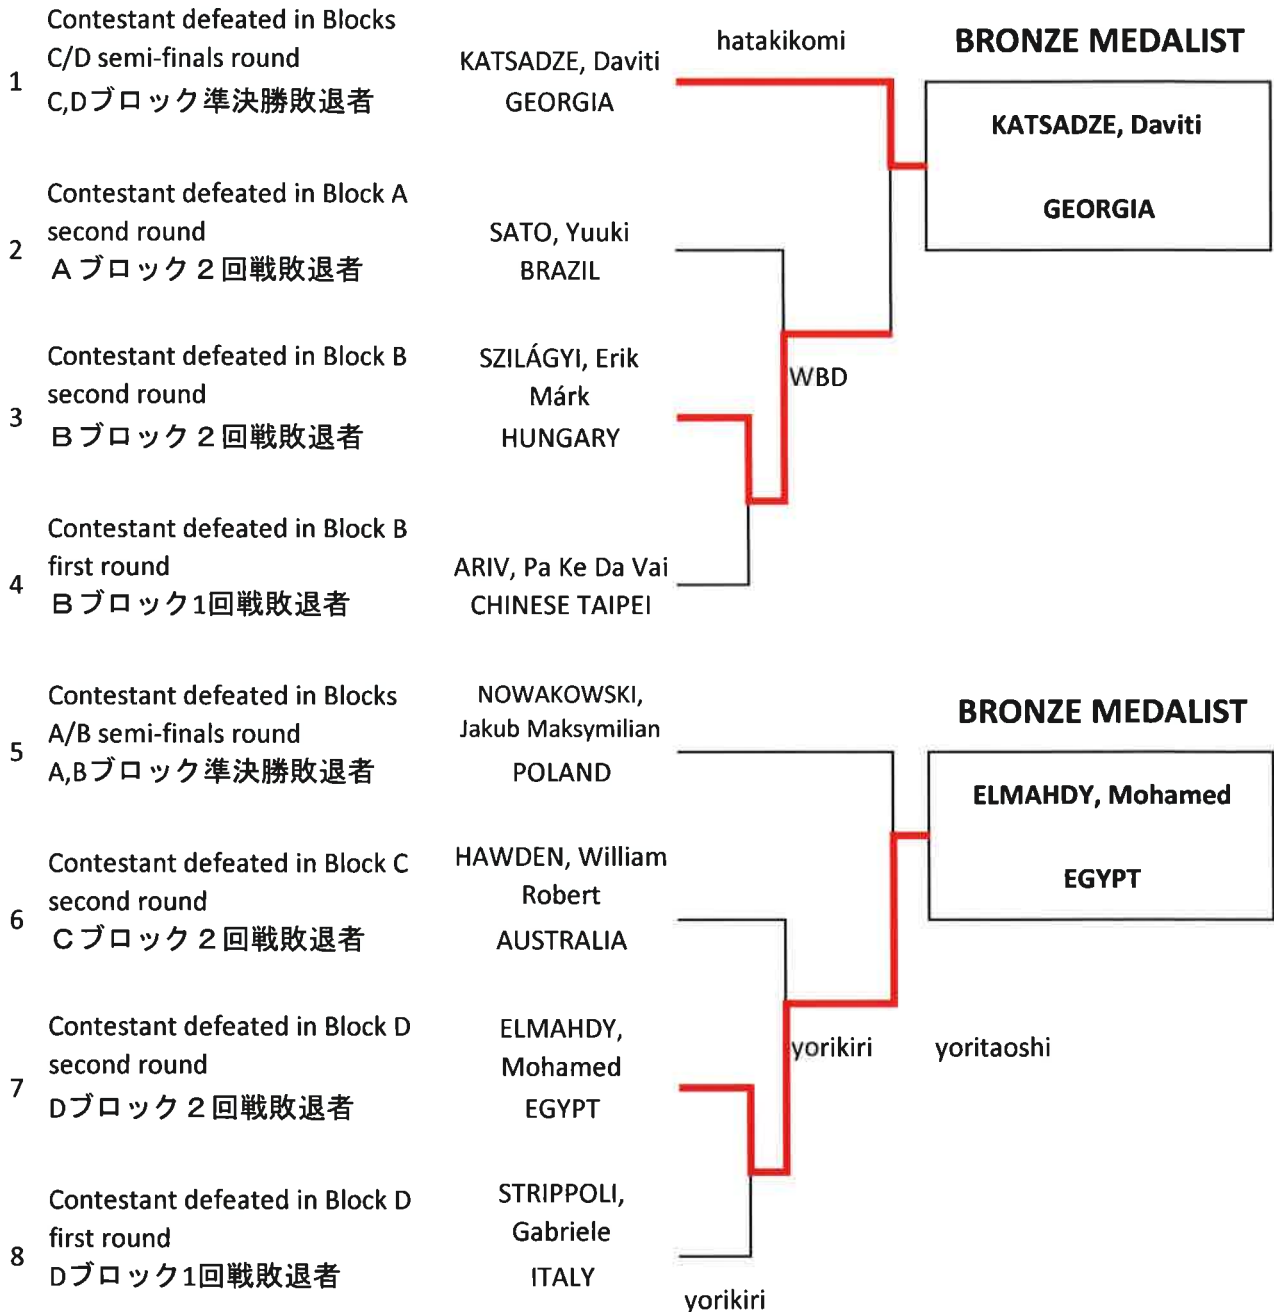 Contestant defeated in Blocks
C/D semi-finals round
1
C,Dブロック準決勝敗退者
KATSADZE, Daviti
GEORGIA
hatakikomi
BRONZE MEDALIST
KATSADZE, Daviti
GEORGIA
Contestant defeated in Block A
second round
2
Aブロック2回戦敗退者
SATO, Yuuki
BRAZIL
Contestant defeated in Block B
second round
3
Bブロック2回戦敗退者
SZILÁGYI, Erik
Márk
HUNGARY
WBD
Contestant defeated in Block B
first round
4
Bブロック1回戦敗退者
ARIV, Pa Ke Da Vai
CHINESE TAIPEI
Contestant defeated in Blocks
A/B semi-finals round
5
A,Bブロック準決勝敗退者
NOWAKOWSKI,
Jakub Maksymilian
POLAND
BRONZE MEDALIST
ELMAHDY, Mohamed
EGYPT
Contestant defeated in Block C
second round
6
Cブロック2回戦敗退者
HAWDEN, William
Robert
AUSTRALIA
Contestant defeated in Block D
second round
7
Dブロック2回戦敗退者
ELMAHDY,
Mohamed
EGYPT
yorikiri
yoritaoshi
Contestant defeated in Block D
first round
8
Dブロック1回戦敗退者
STRIPPOLI,
Gabriele
ITALY
yorikiri